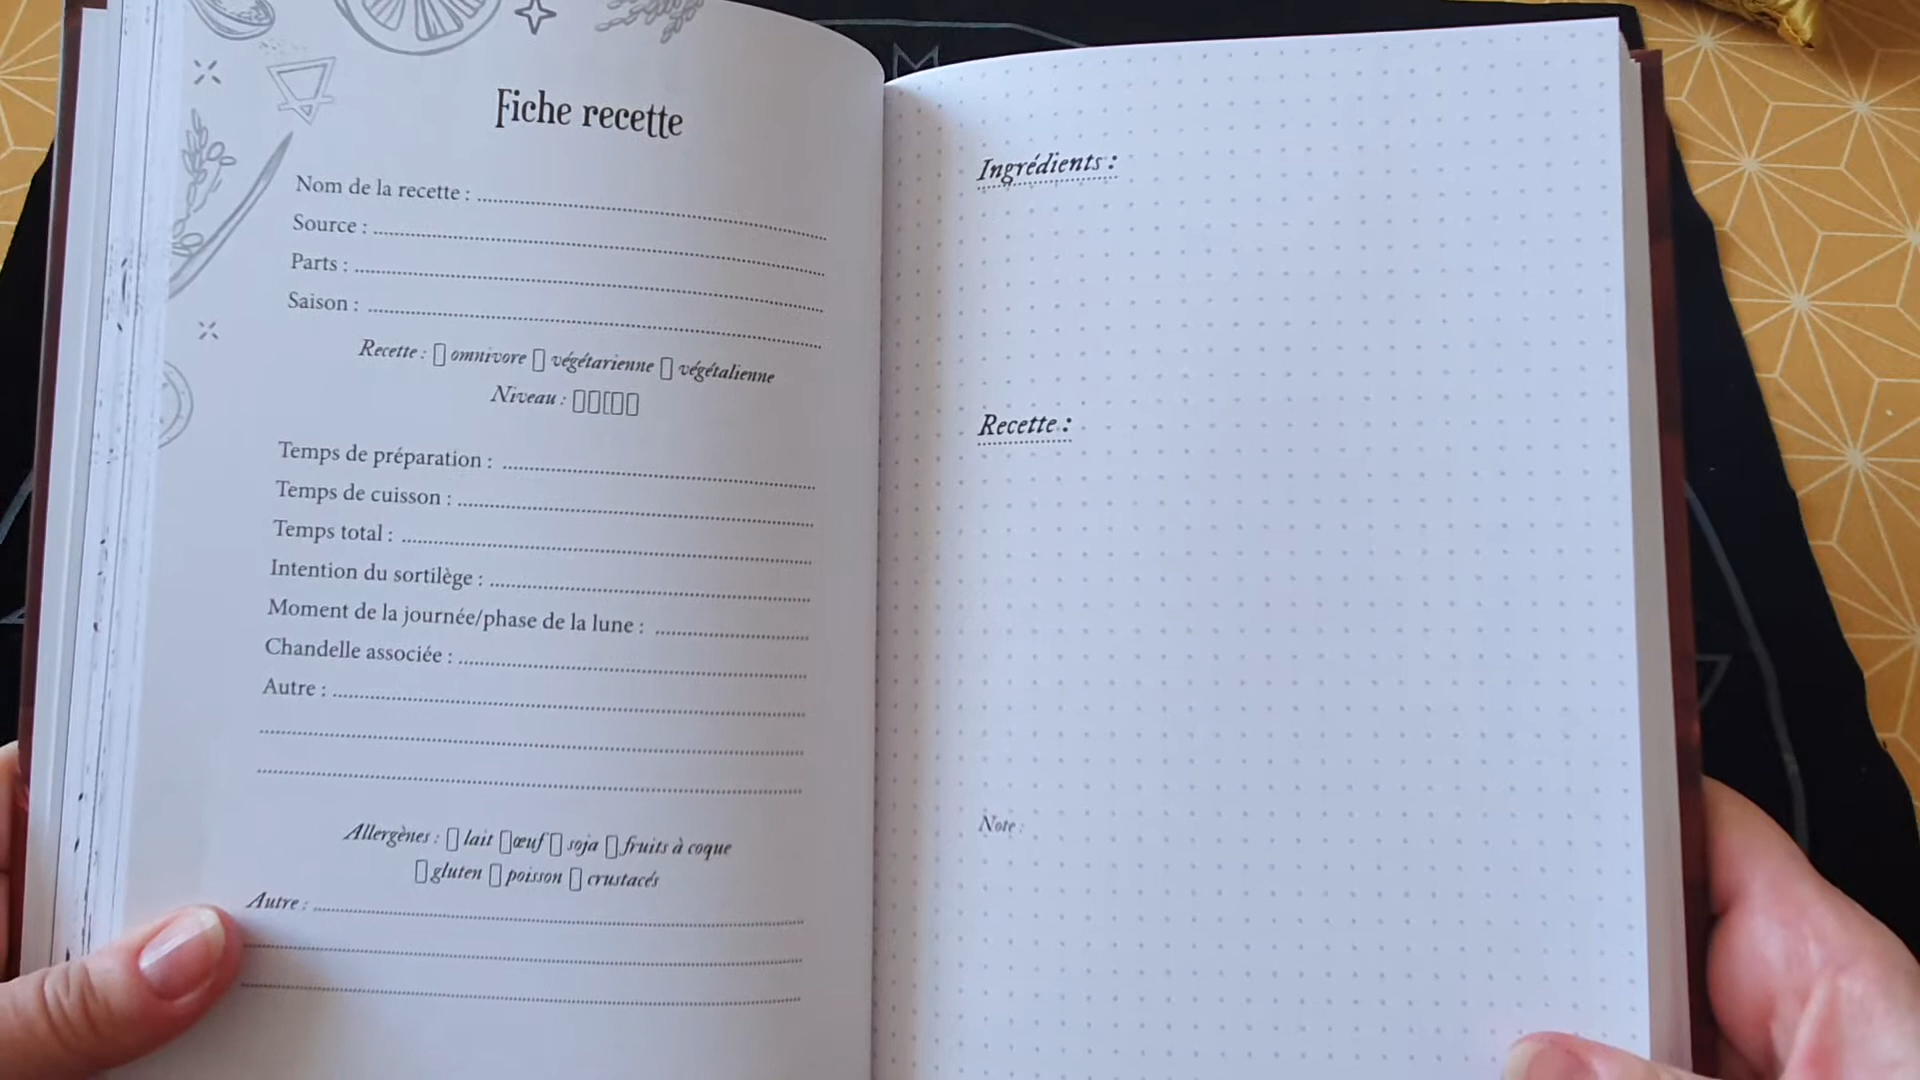 Fiche recette
Nom de la recette : ........................
Source : ........................
Parts : ........................
Saison : ........................
Recette : ▯ omnivore ▯ végétarienne ▯ végétalienne
Niveau : ▯▯▯▯▯
Temps de préparation : ........................
Temps de cuisson : ........................
Temps total : ........................
Intention du sortilège : ........................
Moment de la journée/phase de la lune : ........................
Chandelle associée : ........................
Autre : ........................
Allergènes : ▯ lait ▯ œuf ▯ soja ▯ fruits à coque
▯ gluten ▯ poisson ▯ crustacés
Autre : ........................
Ingrédients :
Recette :
Note :